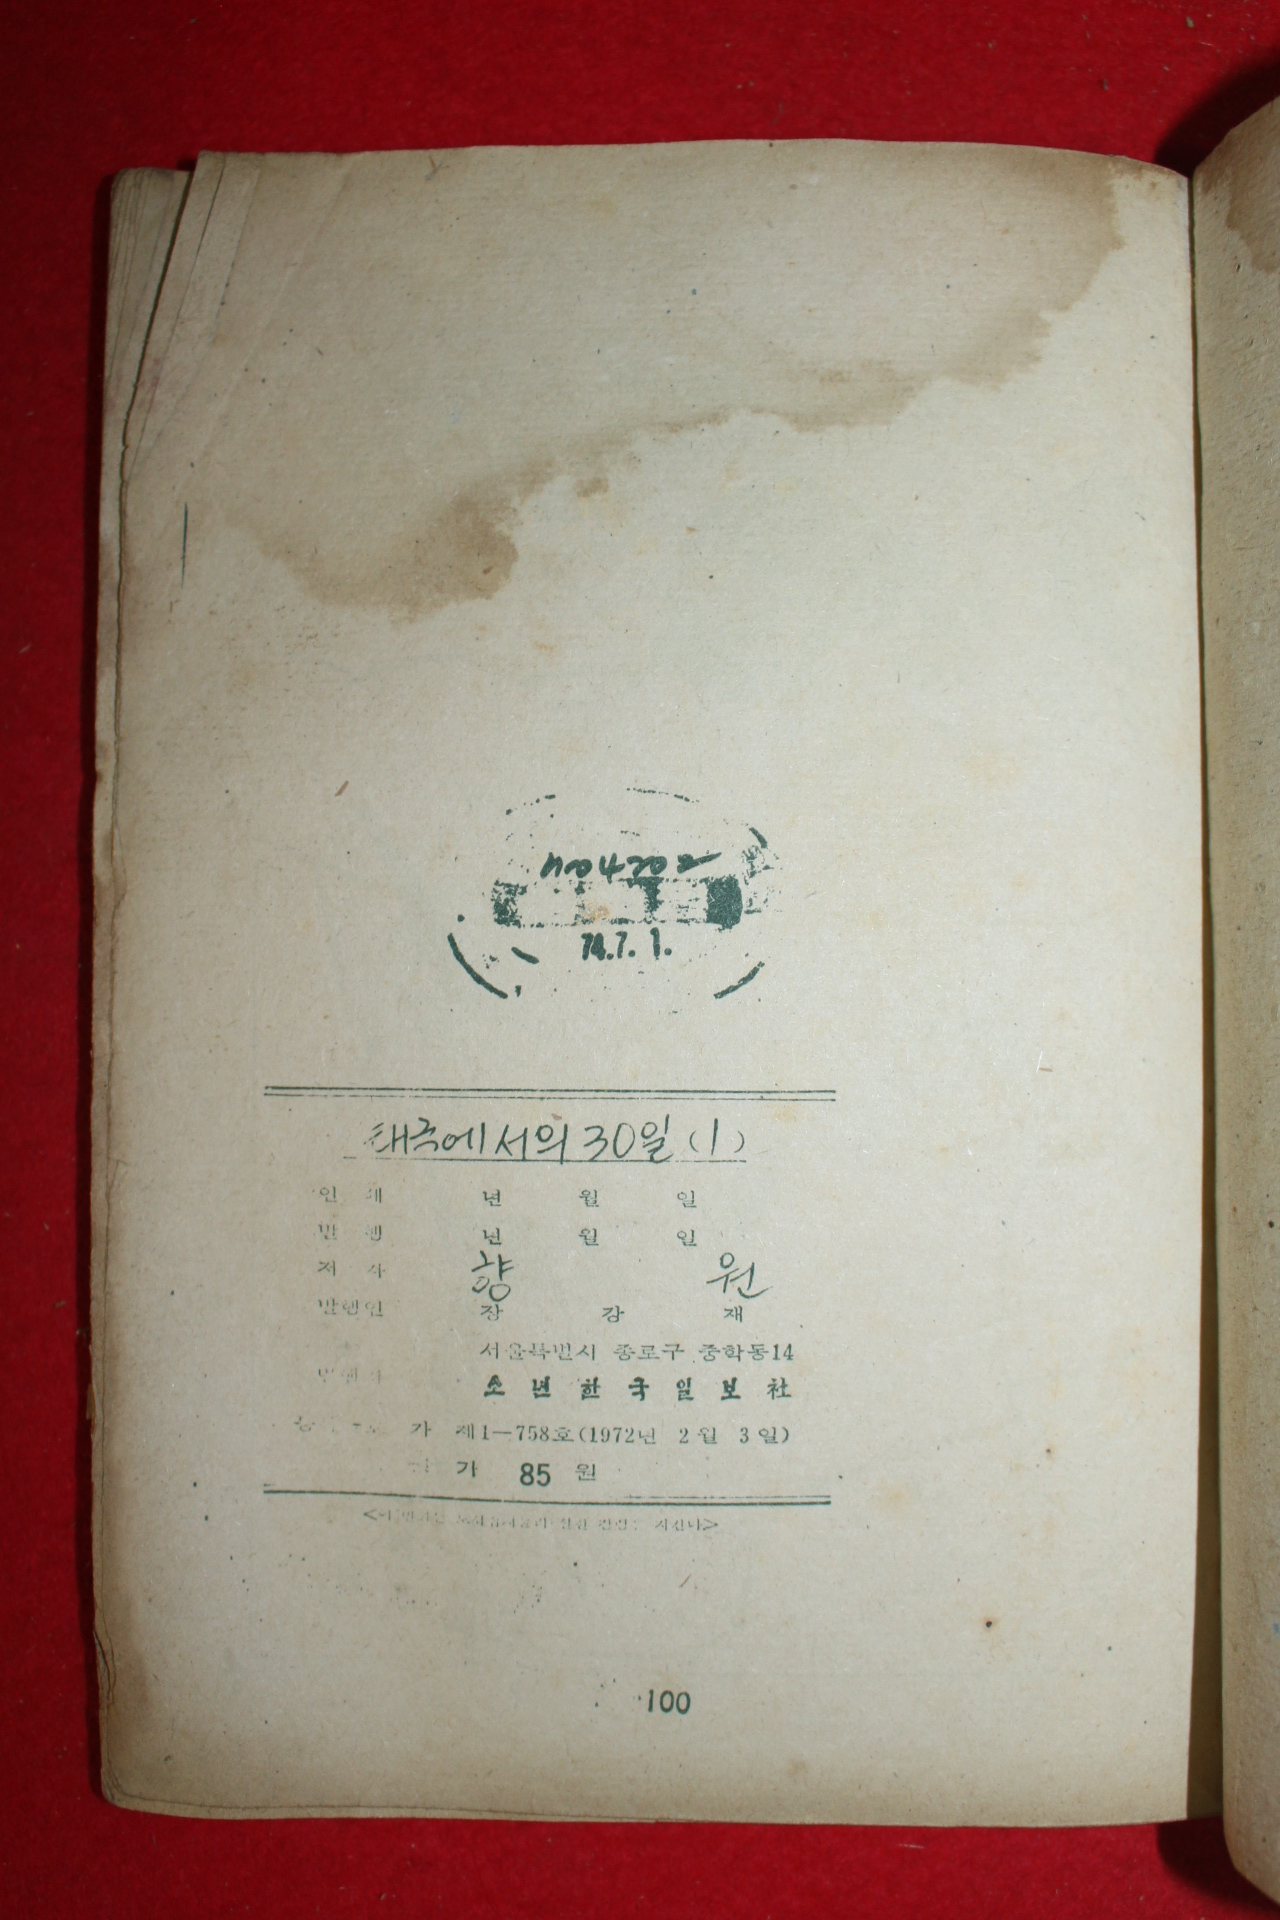 74.7.1.
태국에서의 30일 (1)
인 쇄 년 월 일
발 행 년 월 일
저 자 향 원
발행인 장 강 재
서울특별시 종로구 중학동14
소년한국일보社
가 제1—758호(1972년 2월 3일)
가 85 원
100